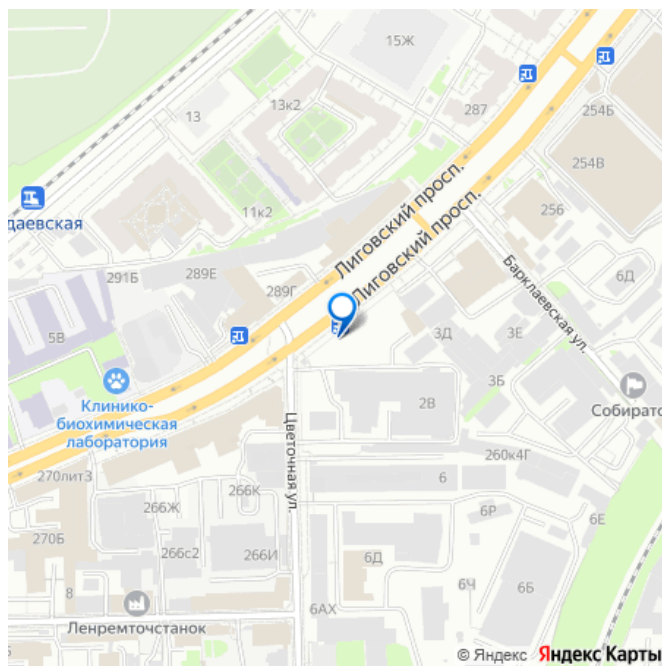 15Ж
287
254Б
13к2
13
254В
Лиговский просп.
Лиговский просп.
256
даевская
11к2
291Б
289Е
289Г
Барклаевская ул.
6Д
5В
3Д
3Е
3Б
Клинико-
биохимическая
лаборатория
2В
Собирато
Цветочная ул.
260к4Г
270лит3
266К
6
266Ж
6Р
6Е
270Б
266с2
266И
6Д
6Ч
6Б
8
6АХ
Ленремточстанок
© Яндекс Яндекс Карты